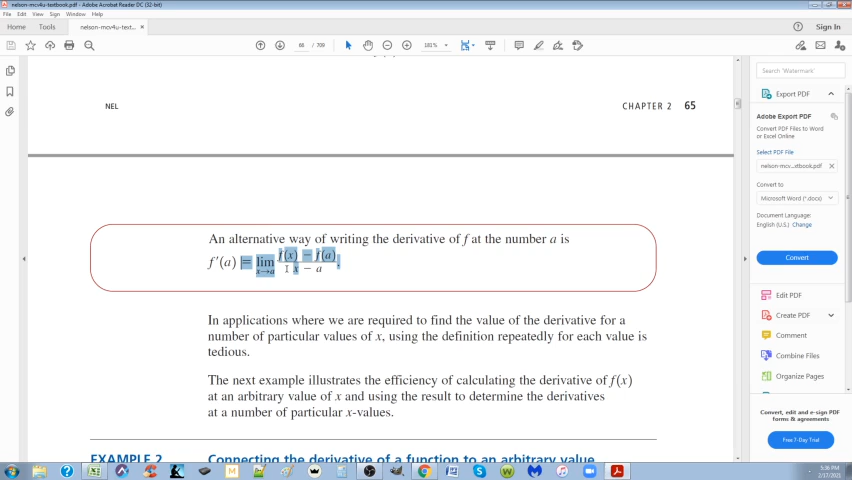 nelson-mcv4u-textbook.pdf - Adobe Acrobat Reader DC (32-bit)
File Edit View Sign Window Help
Home Tools nelson-mcv4u-text... × Sign In
66 / 709 181%
Search 'Watermark'
Export PDF
Adobe Export PDF
Convert PDF Files to Word
or Excel Online
Select PDF File
nelson-mcv...xtbook.pdf ×
Convert to
Microsoft Word (*.docx)
Document Language:
English (U.S.) Change
Convert
Edit PDF
Create PDF
Comment
Combine Files
Organize Pages
Convert, edit and e-sign PDF
forms & agreements
Free 7-Day Trial
NEL CHAPTER 2 65
An alternative way of writing the derivative of f at the number a is
f′(a) = lim x→a f(x) − f(a) / x − a.
In applications where we are required to find the value of the derivative for a
number of particular values of x, using the definition repeatedly for each value is
tedious.
The next example illustrates the efficiency of calculating the derivative of f(x)
at an arbitrary value of x and using the result to determine the derivatives
at a number of particular x-values.
EXAMPLE 2 Connecting the derivative of a function to an arbitrary value
5:36 PM
2/17/2021